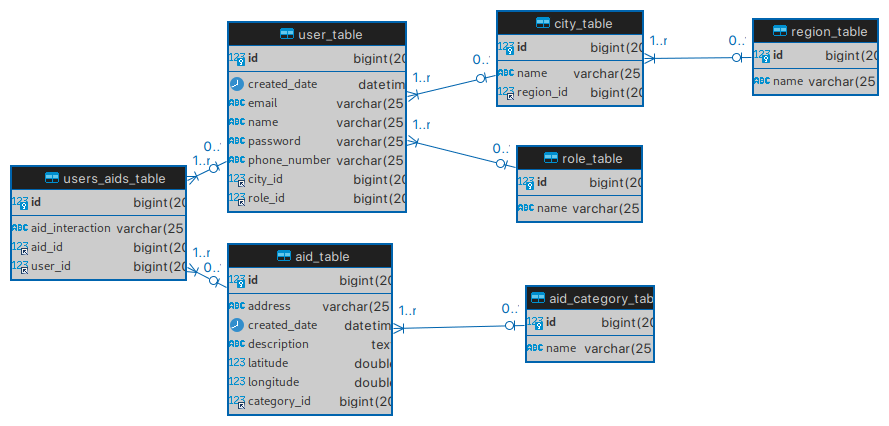 user_table
123 id bigint(20
created_date datetim
ABC email varchar(25
ABC name varchar(25
ABC password varchar(25
ABC phone_number varchar(25
123 city_id bigint(20
123 role_id bigint(20
city_table
123 id bigint(20
ABC name varchar(25
123 region_id bigint(20
region_table
123 id bigint(20
ABC name varchar(25
role_table
123 id bigint(20
ABC name varchar(25
users_aids_table
123 id bigint(20
ABC aid_interaction varchar(25
123 aid_id bigint(20
123 user_id bigint(20
aid_table
123 id bigint(20
ABC address varchar(25
created_date datetim
ABC description tex
123 latitude doubl
123 longitude doubl
123 category_id bigint(20
aid_category_tab
123 id bigint(20
ABC name varchar(25
1..r
0..
1..r
0..
1..r
0..
1..r
0..
1..r
0..
1..r
0..